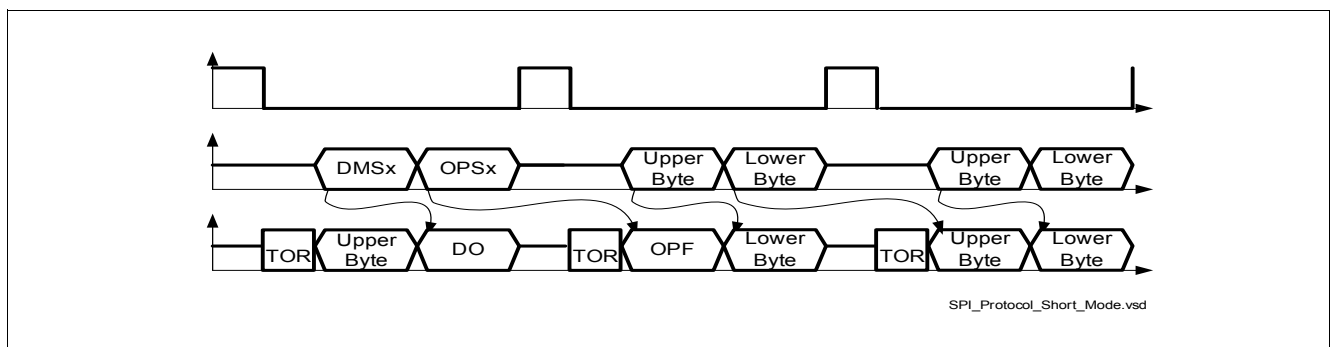 DMSx OPSx Upper Lower Upper Lower
Byte Byte Byte Byte
TOR Upper DO TOR OPF Lower TOR Upper Lower
Byte Byte Byte Byte
SPI_Protocol_Short_Mode.vsd